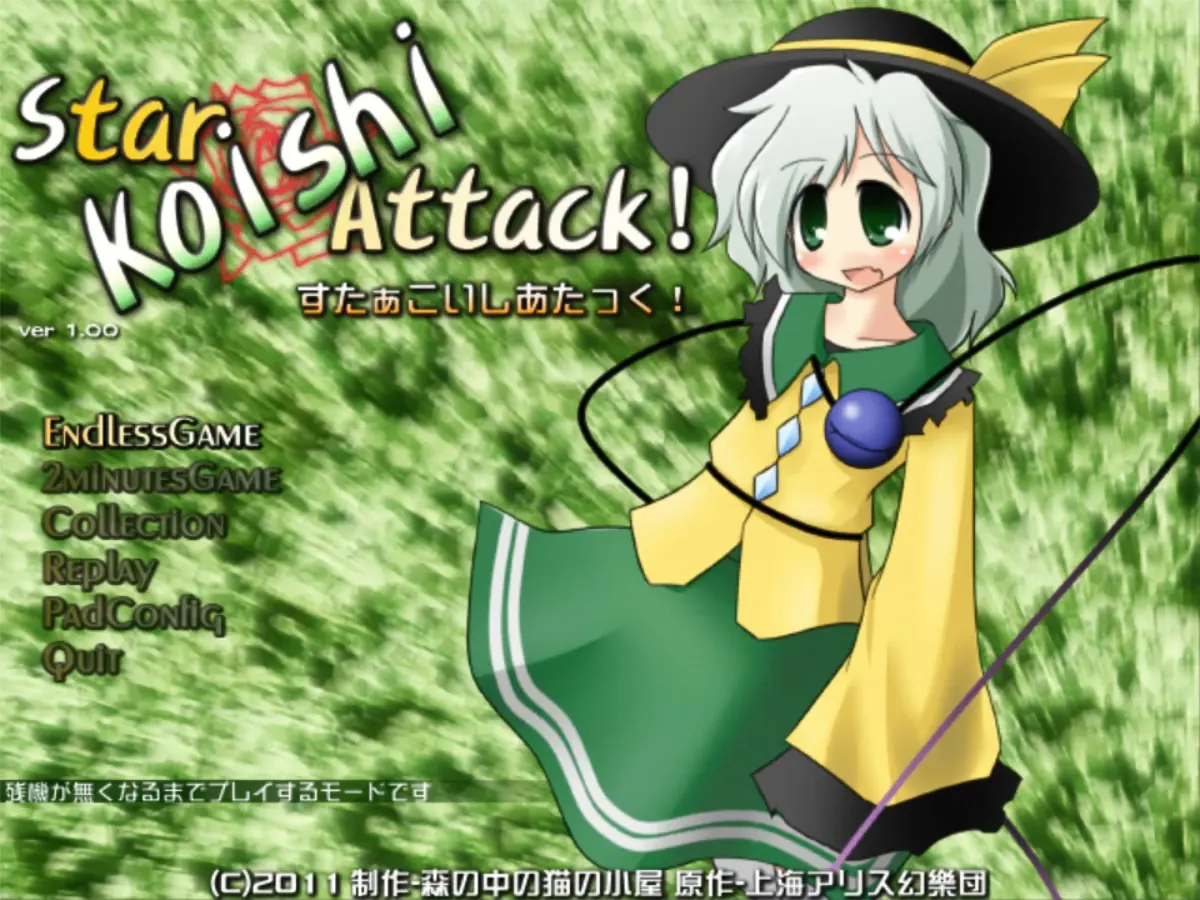 Star
Koishi
Attack!
すたぁこいしあたっく！
ver 1.00
EndlessGame
2minutesGame
Collection
Replay
PadConfig
Quit
残機が無くなるまでプレイするモードです
(C)2011 制作-森の中の猫の小屋 原作-上海アリス幻樂団